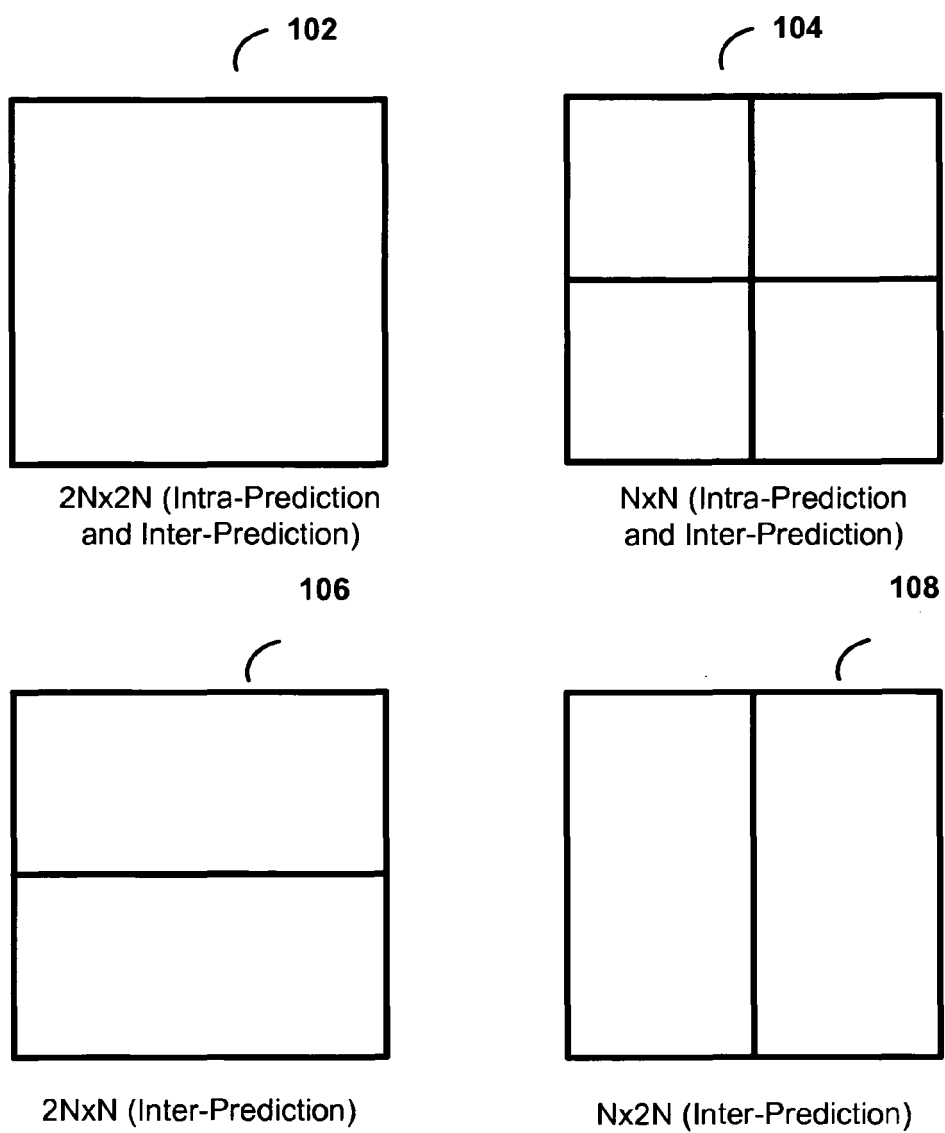 102
104
2Nx2N (Intra-Prediction
and Inter-Prediction)
NxN (Intra-Prediction
and Inter-Prediction)
106
108
2NxN (Inter-Prediction)
Nx2N (Inter-Prediction)